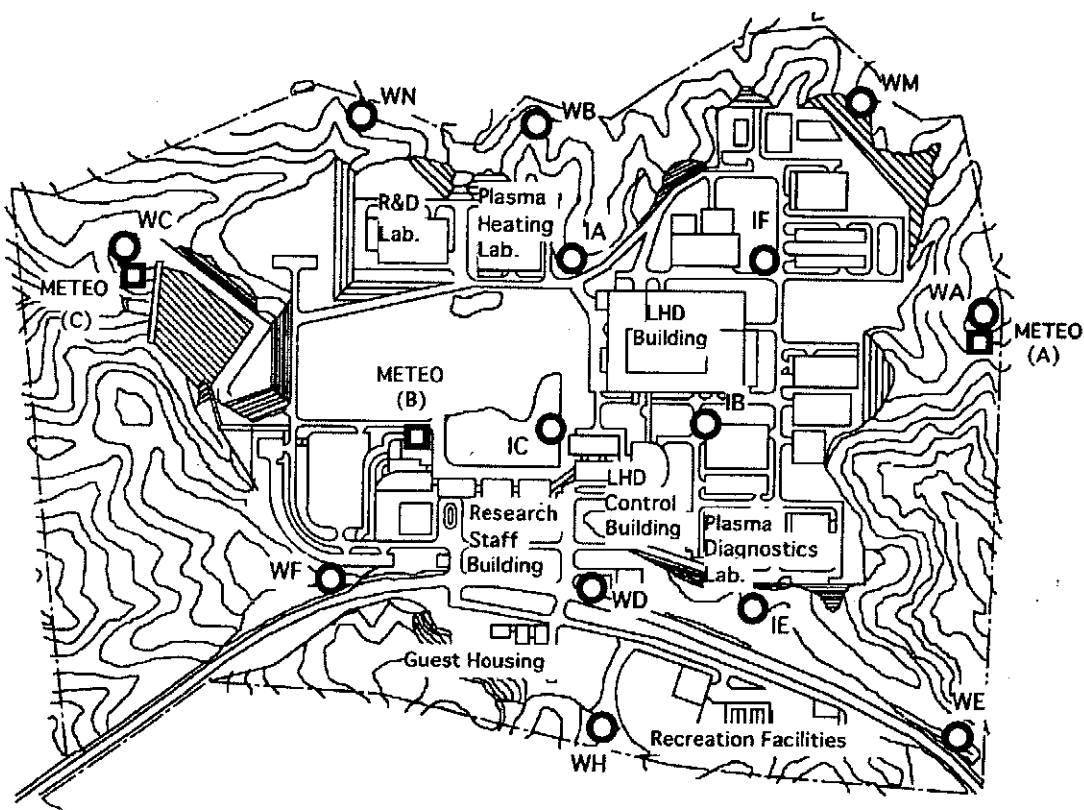 WN
WB
WM
WC
R&D
Lab.
Plasma
Heating
Lab.
IA
IF
METEO
(C)
LHD
Building
WA
METEO
(A)
METEO
(B)
IC
IB
LHD
Control
Building
Research
Staff
Building
Plasma
Diagnostics
Lab.
WF
WD
IE
Guest Housing
WE
WH
Recreation Facilities